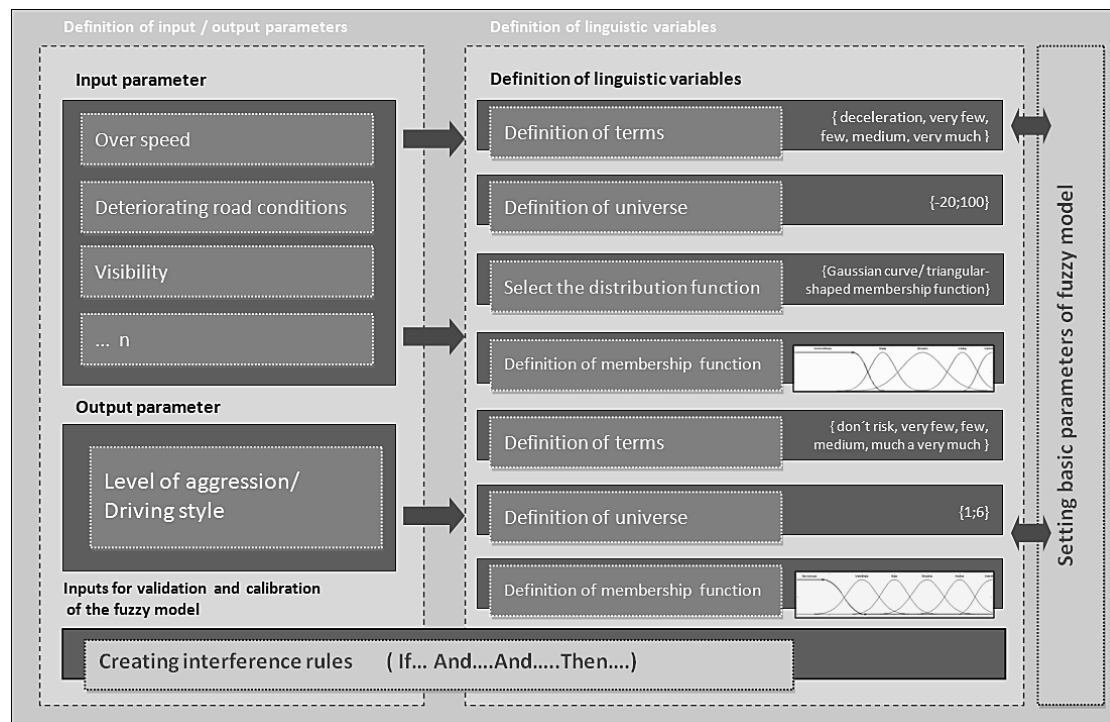 Definition of input / output parameters
Input parameter
Over speed
Deteriorating road conditions
Visibility
... n
Output parameter
Level of aggression/
Driving style
Inputs for validation and calibration
of the fuzzy model
Definition of linguistic variables
Definition of linguistic variables
Definition of terms
{ deceleration, very few,
few, medium, very much }
Definition of universe
{-20;100}
Select the distribution function
{Gaussian curve/ triangular-
shaped membership function}
Definition of membership function
Definition of terms
{ don´t risk, very few, few,
medium, much a very much }
Definition of universe
{1;6}
Definition of membership function
Creating interference rules ( If... And....And.....Then....)
Setting basic parameters of fuzzy model